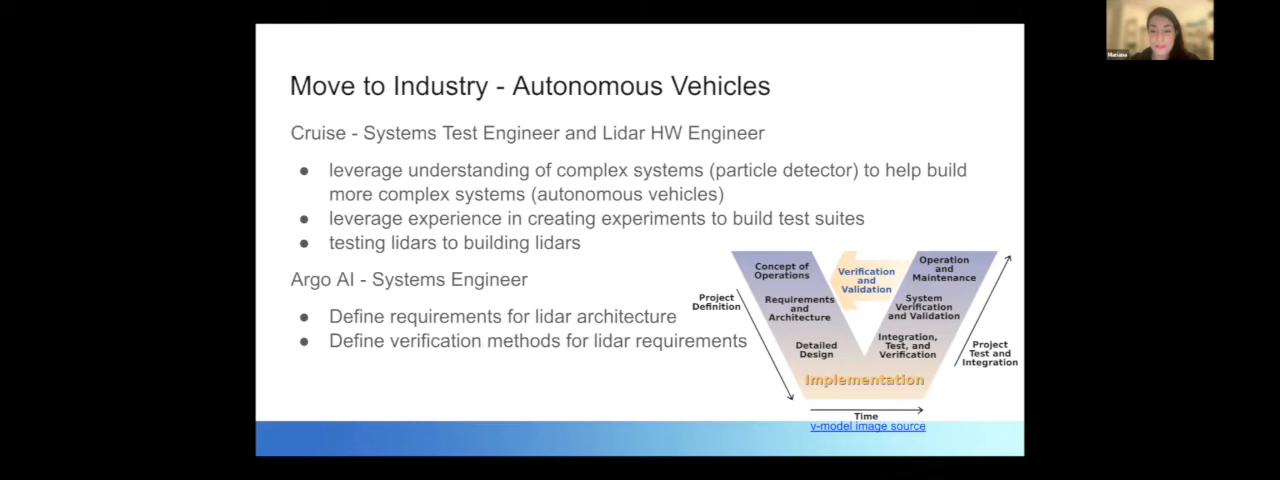 Mariana
Move to Industry - Autonomous Vehicles
Cruise - Systems Test Engineer and Lidar HW Engineer
● leverage understanding of complex systems (particle detector) to help build
more complex systems (autonomous vehicles)
● leverage experience in creating experiments to build test suites
● testing lidars to building lidars
Argo AI - Systems Engineer
● Define requirements for lidar architecture
● Define verification methods for lidar requirements
Project
Definition
Concept of
Operations
Requirements
and
Architecture
Detailed
Design
Verification
and
Validation
Operation
and
Maintenance
System
Verification
and Validation
Integration,
Test, and
Verification
Project
Test and
Integration
Implementation
Time
v-model image source